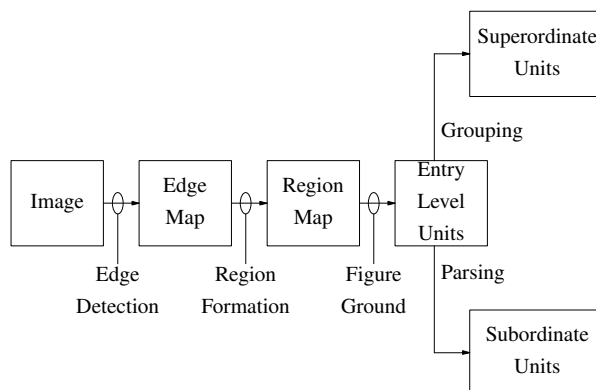 Superordinate
Units
Grouping
Image
Edge
Map
Region
Map
Entry
Level
Units
Edge
Detection
Region
Formation
Figure
Ground
Parsing
Subordinate
Units